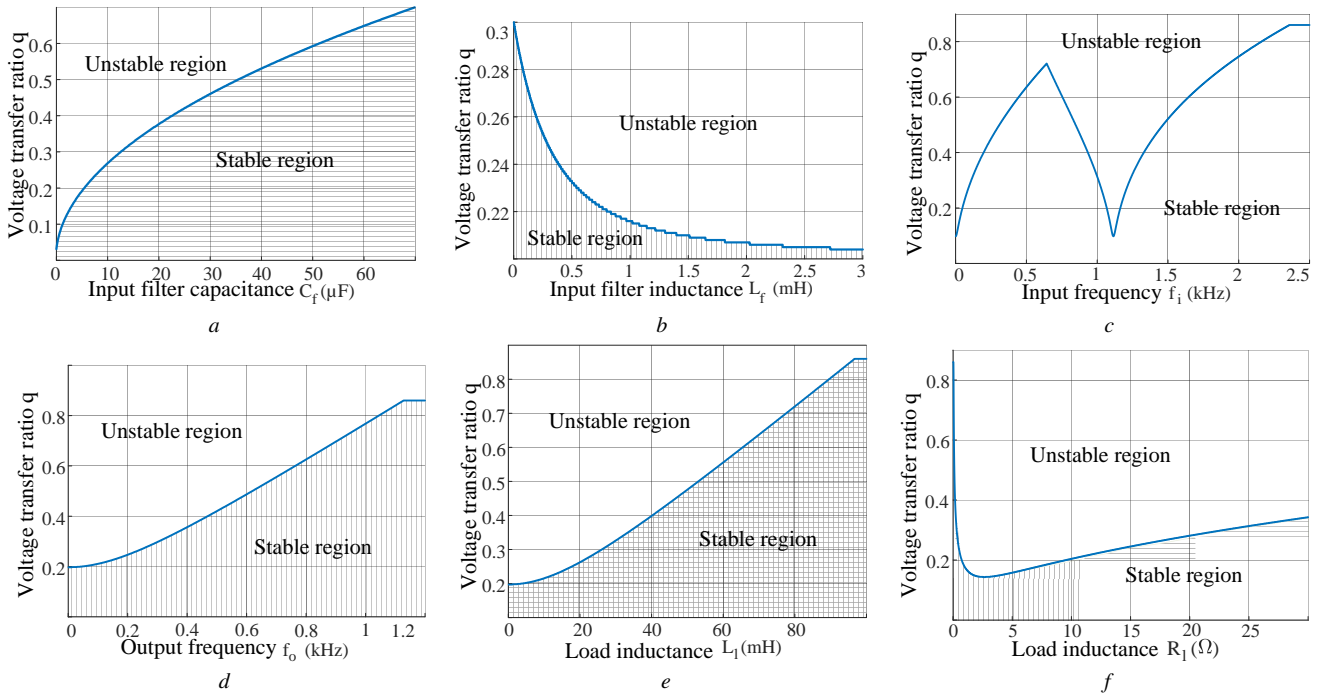 Voltage transfer ratio q
0.6
0.5
0.4
0.3
0.2
0.1
Unstable region
Stable region
0 10 20 30 40 50 60
Input filter capacitance C_f (µF)
a
Voltage transfer ratio q
0.3
0.28
0.26
0.24
0.22
Unstable region
Stable region
0 0.5 1 1.5 2 2.5 3
Input filter inductance L_f (mH)
b
Voltage transfer ratio q
0.8
0.6
0.4
0.2
Unstable region
Stable region
0 0.5 1 1.5 2 2.5
Input frequency f_i (kHz)
c
Voltage transfer ratio q
0.8
0.6
0.4
0.2
Unstable region
Stable region
0 0.2 0.4 0.6 0.8 1 1.2
Output frequency f_o (kHz)
d
Voltage transfer ratio q
0.8
0.7
0.6
0.5
0.4
0.3
0.2
Unstable region
Stable region
0 20 40 60 80
Load inductance L_l (mH)
e
Voltage transfer ratio q
0.8
0.6
0.4
0.2
Unstable region
Stable region
0 5 10 15 20 25
Load inductance R_l (Ω)
f